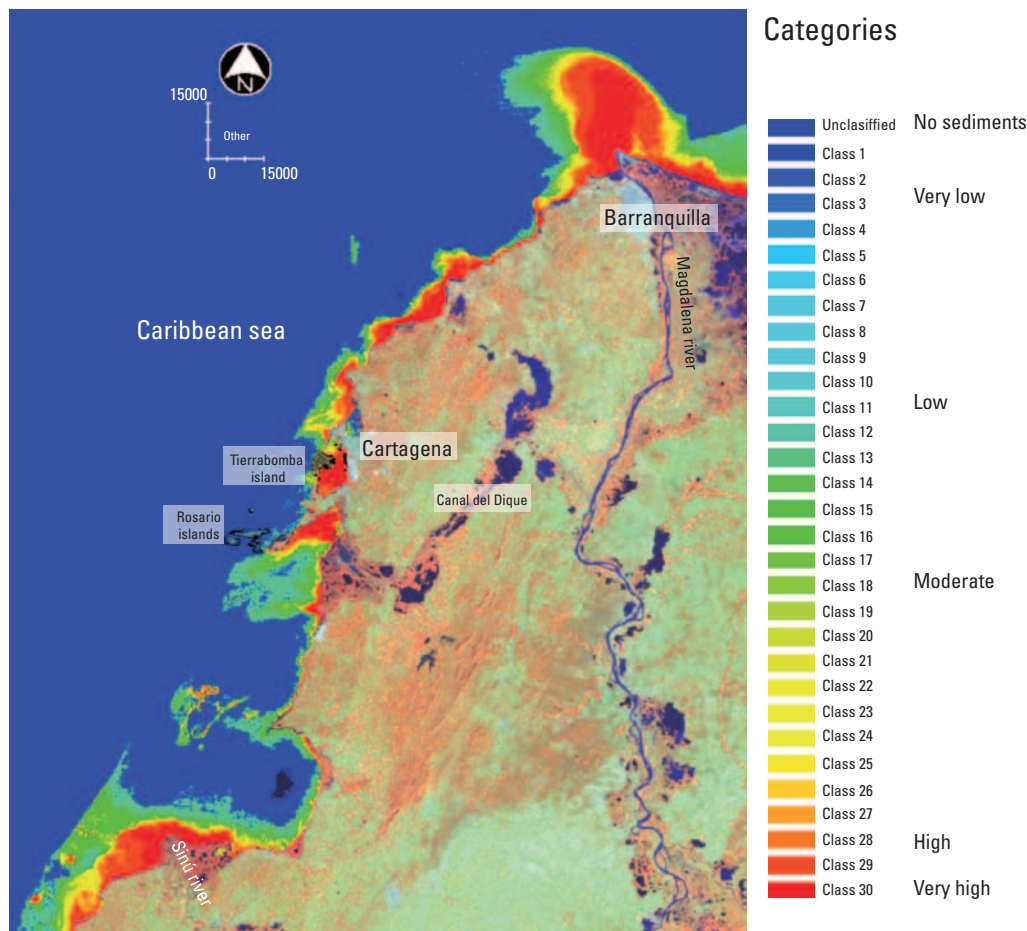 Categories
N
15000
Other
0 15000
Barranquilla
Magdalena river
Caribbean sea
Cartagena
Tierrabomba
island
Canal del Dique
Rosario
islands
Sinú river
Unclasiffied No sediments
Class 1
Class 2
Very low
Class 3
Class 4
Class 5
Class 6
Class 7
Class 8
Class 9
Class 10
Class 11 Low
Class 12
Class 13
Class 14
Class 15
Class 16
Class 17
Class 18 Moderate
Class 19
Class 20
Class 21
Class 22
Class 23
Class 24
Class 25
Class 26
Class 27
Class 28 High
Class 29
Class 30 Very high